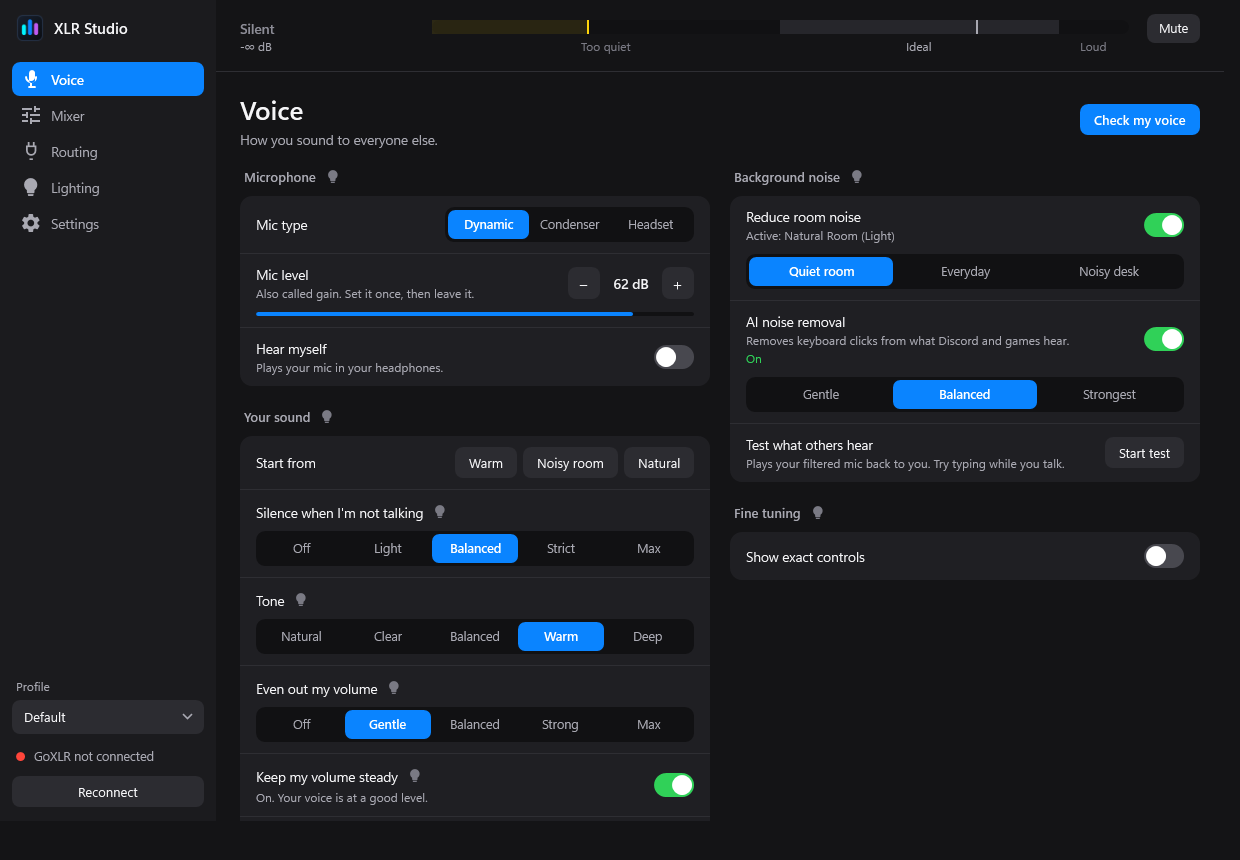 XLR Studio
Voice
Mixer
Routing
Lighting
Settings
Profile
Default
GoXLR not connected
Reconnect
Silent
-∞ dB
Too quiet
Ideal
Loud
Mute
Voice
How you sound to everyone else.
Check my voice
Microphone
Mic type
Dynamic
Condenser
Headset
Mic level
Also called gain. Set it once, then leave it.
–
62 dB
+
Hear myself
Plays your mic in your headphones.
Your sound
Start from
Warm
Noisy room
Natural
Silence when I'm not talking
Off
Light
Balanced
Strict
Max
Tone
Natural
Clear
Balanced
Warm
Deep
Even out my volume
Off
Gentle
Balanced
Strong
Max
Keep my volume steady
On. Your voice is at a good level.
Background noise
Reduce room noise
Active: Natural Room (Light)
Quiet room
Everyday
Noisy desk
AI noise removal
Removes keyboard clicks from what Discord and games hear.
On
Gentle
Balanced
Strongest
Test what others hear
Plays your filtered mic back to you. Try typing while you talk.
Start test
Fine tuning
Show exact controls